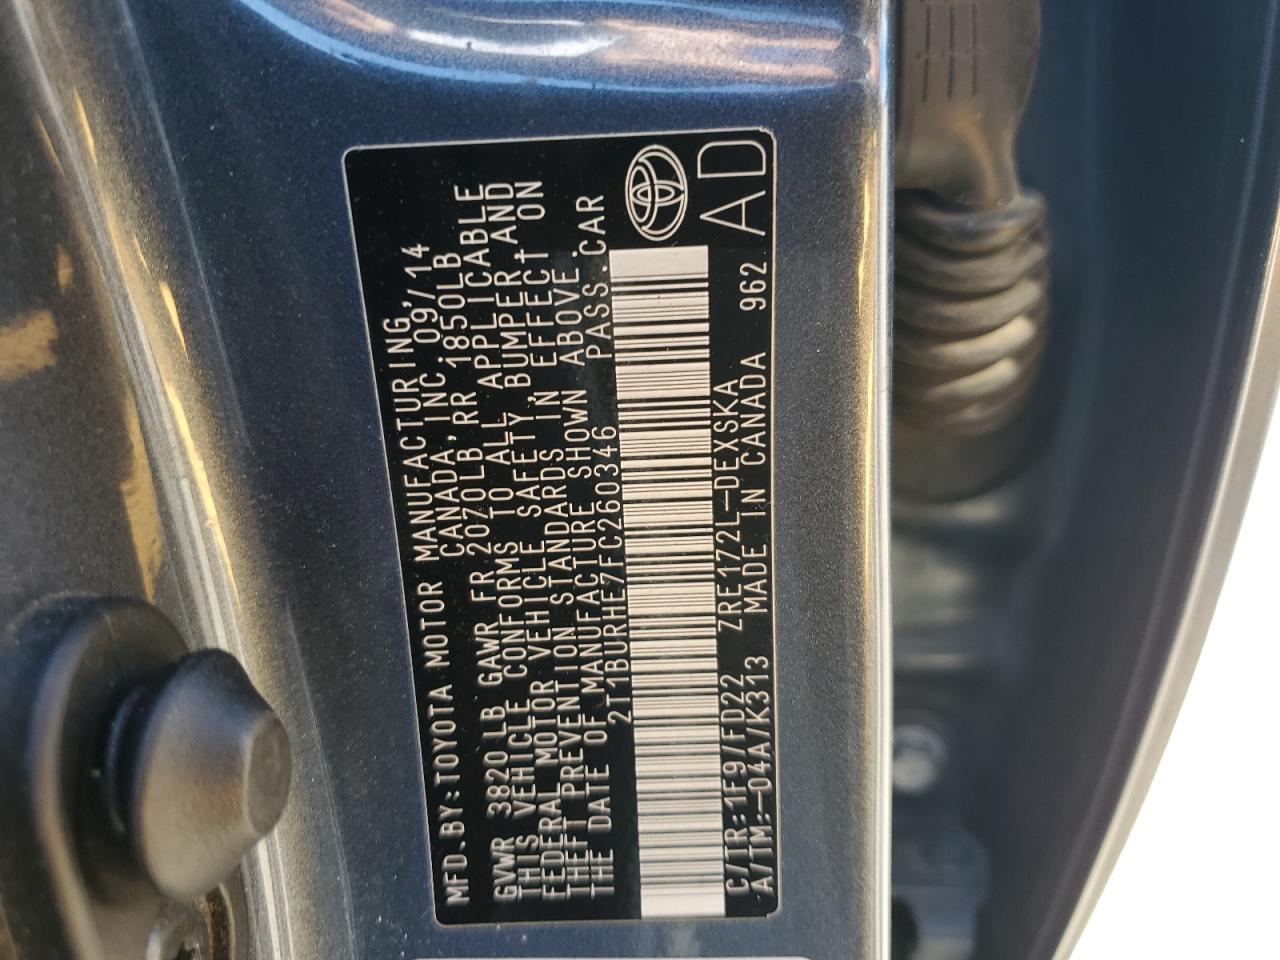 MFD.BY:TOYOTA MOTOR MANUFACTURING,
CANADA,INC.09/14
GVWR 3820 LB GAWR FR 2070LB,RR 1850LB
THIS VEHICLE CONFORMS TO ALL APPLICABLE
FEDERAL MOTOR VEHICLE SAFETY,BUMPER,AND
THEFT PREVENTION STANDARDS IN EFFECT ON
THE DATE OF MANUFACTURE SHOWN ABOVE.
2T1BURHE7FC260346 PASS.CAR
C/TR:1F9/FD22 ZRE172L-DEXSKA
A/TM:-04A/K313 MADE IN CANADA 962
AD